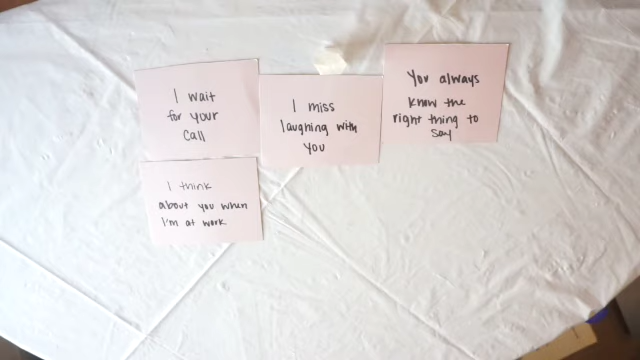 I wait
for your
call
I miss
laughing with
you
You always
know the
right thing to
say
I think
about you when
I'm at work